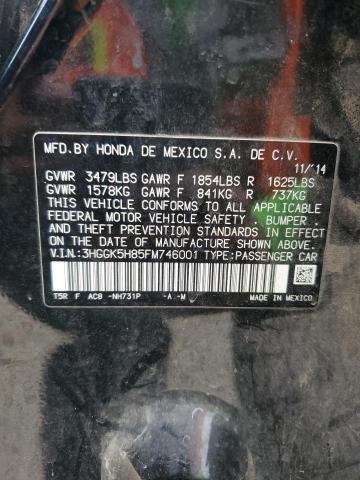 MFD.BY HONDA DE MEXICO S.A. DE C.V.
11/'14
GVWR 3479LBS GAWR F 1854LBS R 1625LBS
GVWR 1578KG GAWR F 841KG R 737KG
THIS VEHICLE CONFORMS TO ALL APPLICABLE
FEDERAL MOTOR VEHICLE SAFETY , BUMPER ,
AND THEFT PREVENTION STANDARDS IN EFFECT
ON THE DATE OF MANUFACTURE SHOWN ABOVE.
V.I.N.:3HGGK5H85FM746001 TYPE:PASSENGER CAR
T5R F AC8 -NH731P -A -M
MADE IN MEXICO